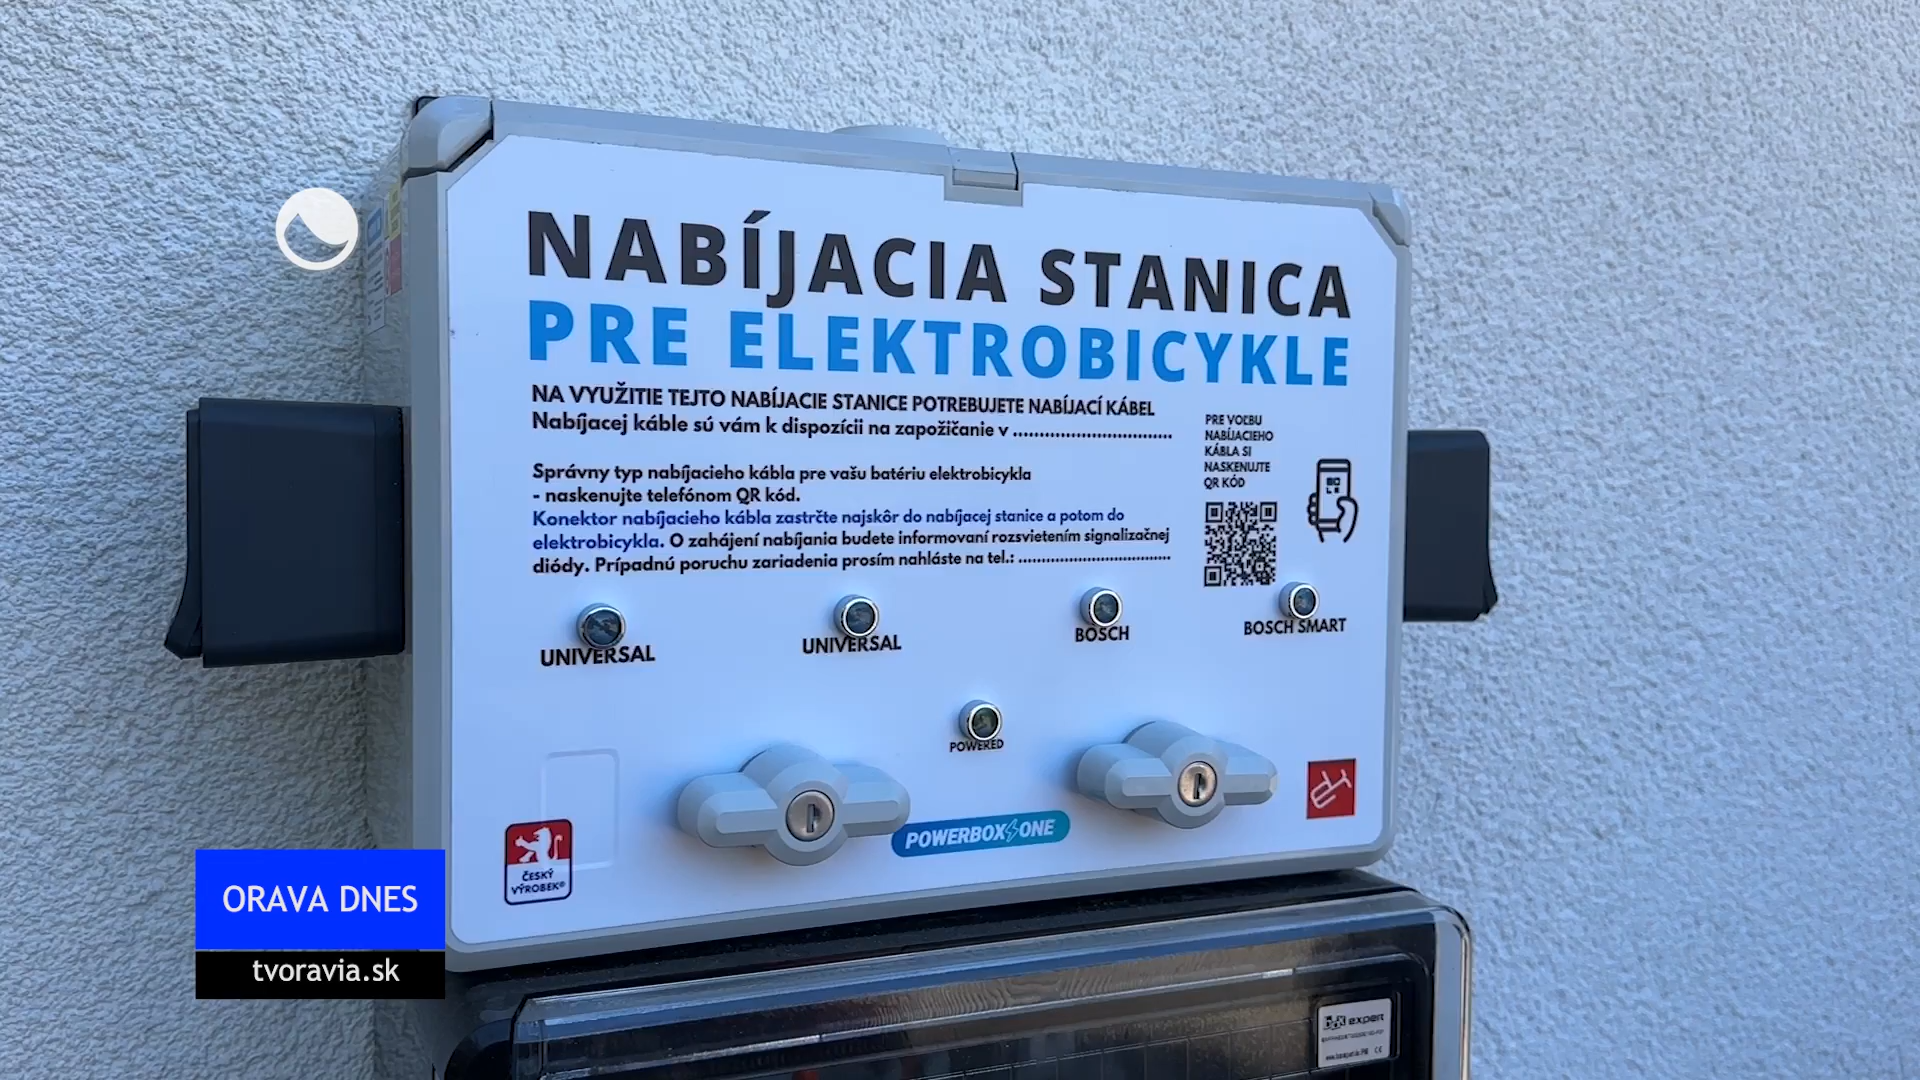 NABÍJACIA STANICA
PRE ELEKTROBICYKLE
NA VYUŽITIE TEJTO NABÍJACIE STANICE POTREBUJETE NABÍJACÍ KÁBEL
Nabíjacej káble sú vám k dispozícii na zapožičanie v ..............................
Správny typ nabíjacieho kábla pre vašu batériu elektrobicykla
- naskenujte telefónom QR kód.
Konektor nabíjacieho kábla zastrčte najskôr do nabíjacej stanice a potom do
elektrobicykla. O zahájení nabíjania budete informovaní rozsvietením signalizačnej
diódy. Prípadnú poruchu zariadenia prosím nahláste na tel.: ..............................
PRE VOĽBU
NABÍJACIEHO
KÁBLA SI
NASKENUJTE
QR KÓD
UNIVERSAL
UNIVERSAL
BOSCH
BOSCH SMART
POWERED
POWERBOX ONE
ČESKÝ
VÝROBEK®
ORAVA DNES
tvoravia.sk
expert